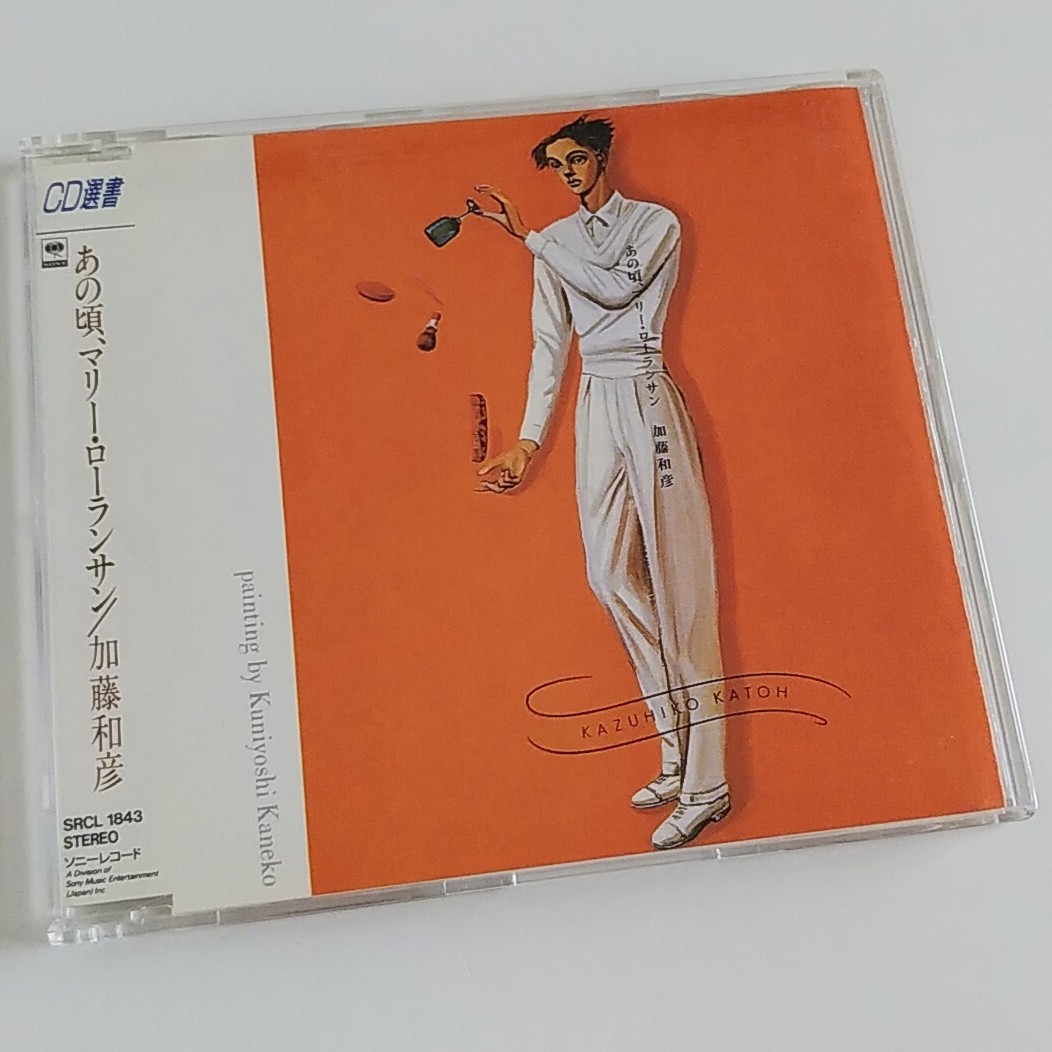 CD選書
SONY
あの頃、マリー・ローランサン/加藤和彦
SRCL 1843
STEREO
ソニーレコード
A Division of
Sony Music Entertainment
(Japan) Inc.
painting by Kuniyoshi Kaneko
あの頃、マリー・ローランサン 加藤和彦
KAZUHIKO KATOH